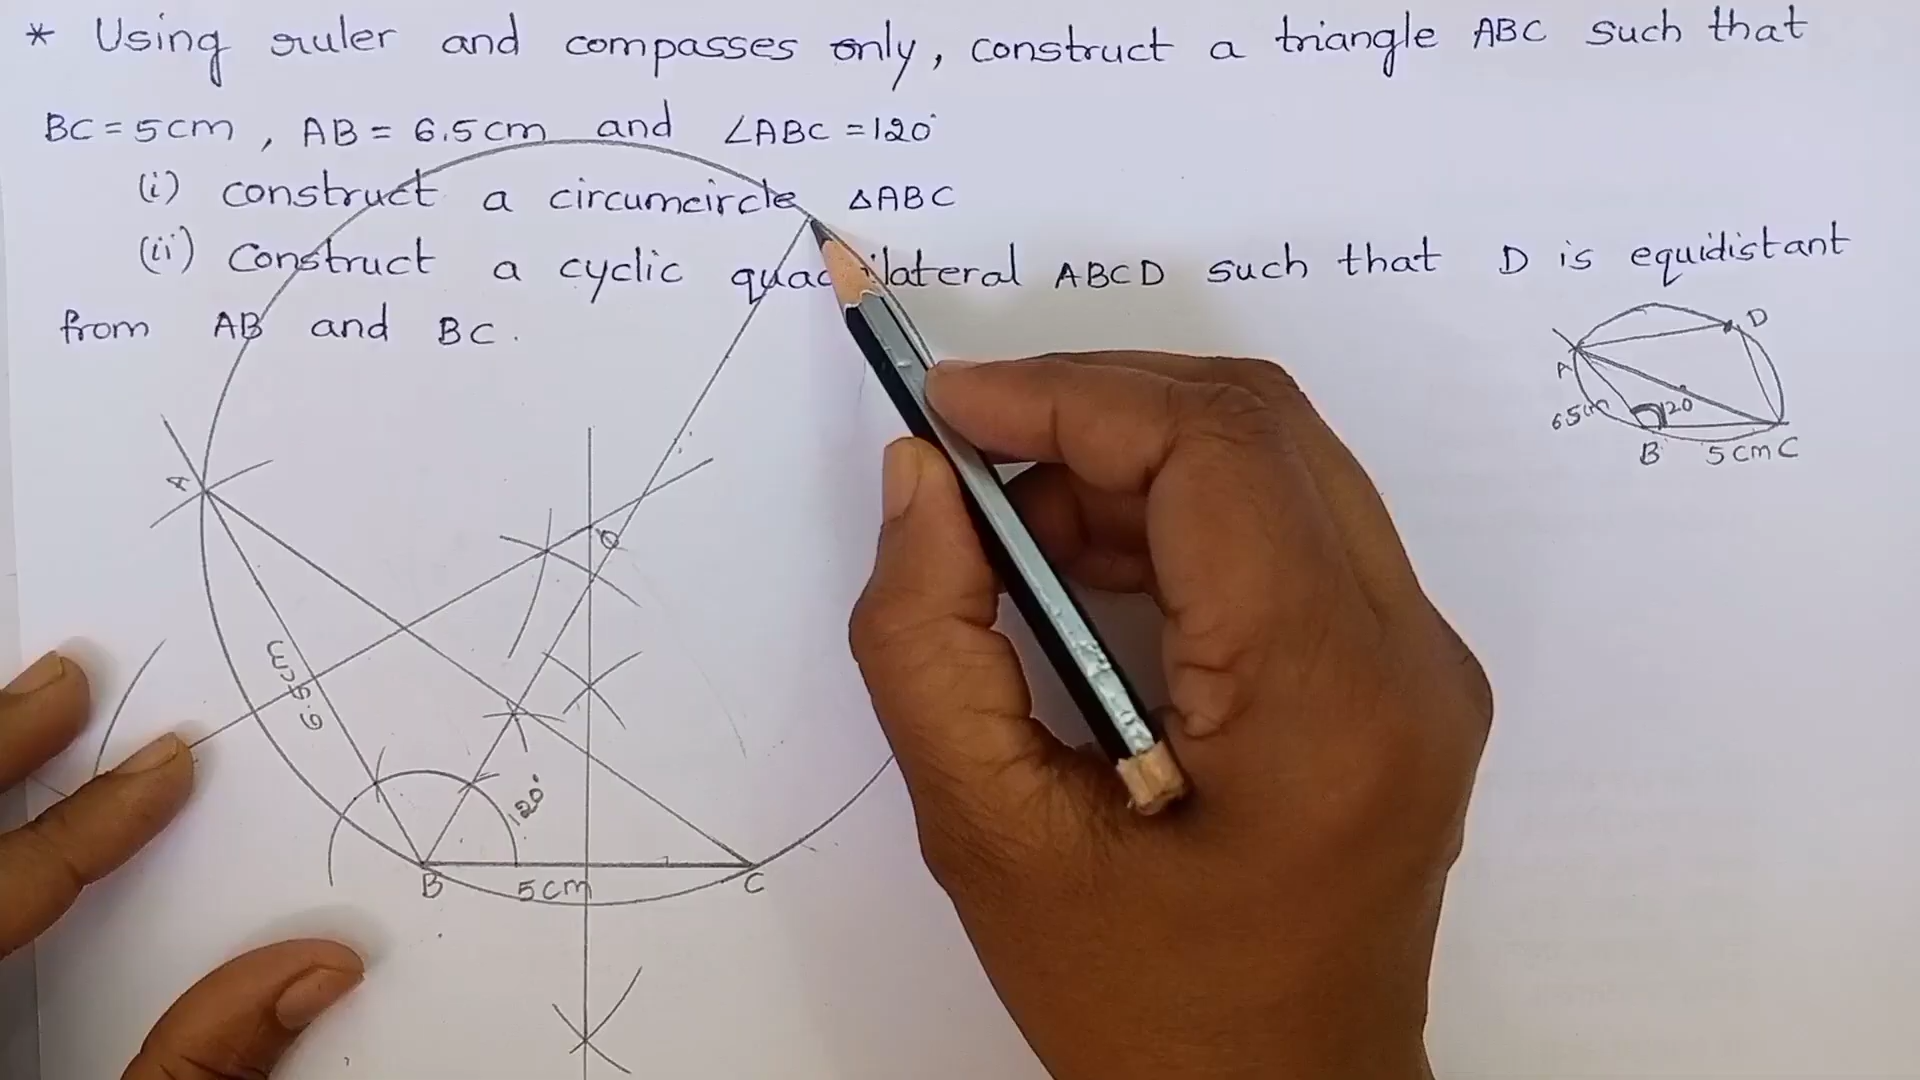 * Using ruler and compasses only, construct a triangle ABC such that
BC = 5cm, AB = 6.5cm and ∠ABC = 120°
(i) construct a circumcircle △ABC
(ii) Construct a cyclic lateral ABCD such that D is equidistant
from AB and BC.
D
A
6.5cm
120
B
5cm
C
A
O
6.5cm
120°
B
5cm
C